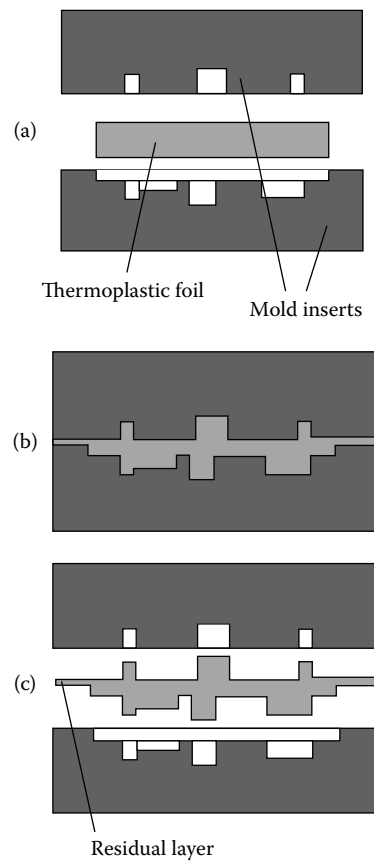 (a)
Thermoplastic foil
Mold inserts
(b)
(c)
Residual layer